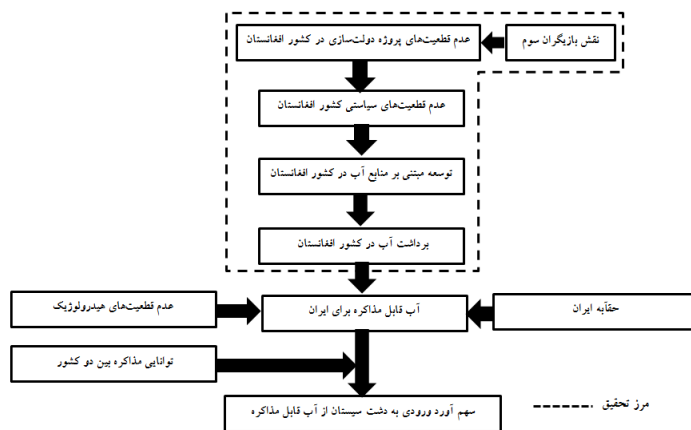 نقش بازیگران سوم
عدم قطعیت‌های پروژه دولت‌سازی در کشور افغانستان
عدم قطعیت‌های سیاستی کشور افغانستان
توسعه مبتنی بر منابع آب در کشور افغانستان
برداشت آب در کشور افغانستان
حقآبه ایران
آب قابل مذاکره برای ایران
عدم قطعیت‌های هیدرولوژیک
توانایی مذاکره بین دو کشور
سهم آورد ورودی به دشت سیستان از آب قابل مذاکره
مرز تحقیق